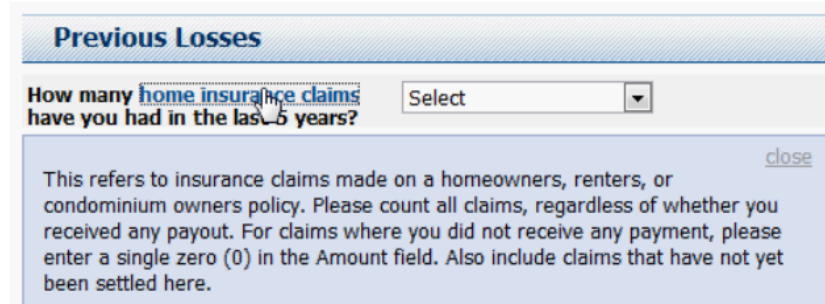 Previous Losses
How many home insurance claims
have you had in the last 5 years?
Select
close
This refers to insurance claims made on a homeowners, renters, or
condominium owners policy. Please count all claims, regardless of whether you
received any payout. For claims where you did not receive any payment, please
enter a single zero (0) in the Amount field. Also include claims that have not yet
been settled here.